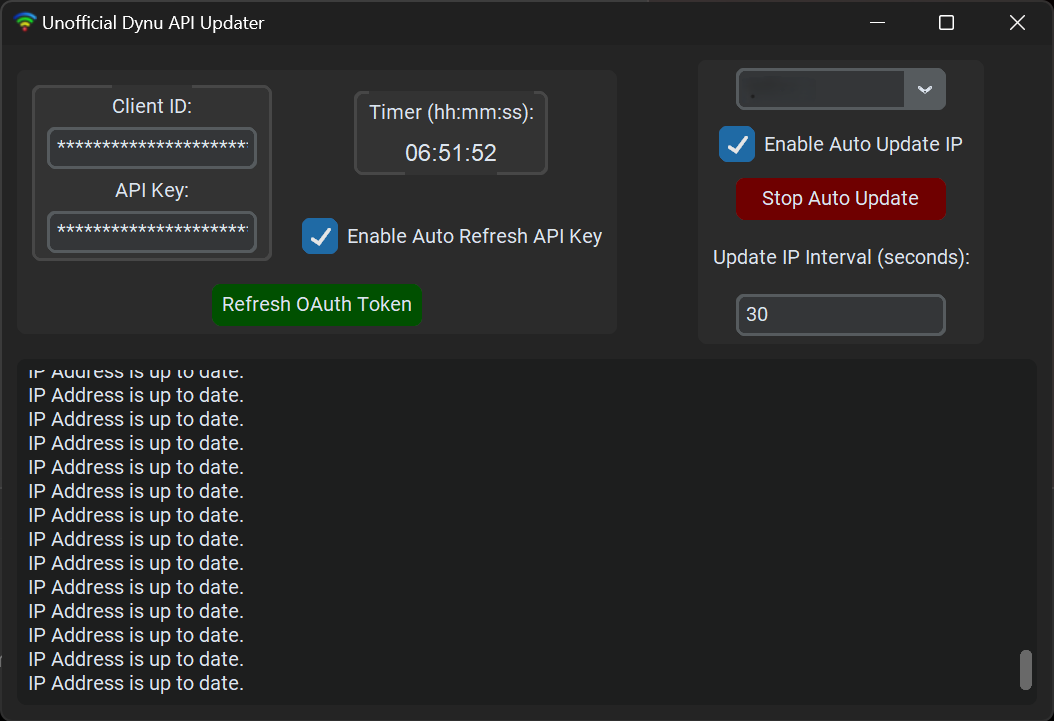 Unofficial Dynu API Updater
Client ID:
**********************
API Key:
**********************
Timer (hh:mm:ss):
06:51:52
Enable Auto Refresh API Key
Refresh OAuth Token
Enable Auto Update IP
Stop Auto Update
Update IP Interval (seconds):
30
IP Address is up to date.
IP Address is up to date.
IP Address is up to date.
IP Address is up to date.
IP Address is up to date.
IP Address is up to date.
IP Address is up to date.
IP Address is up to date.
IP Address is up to date.
IP Address is up to date.
IP Address is up to date.
IP Address is up to date.
IP Address is up to date.
IP Address is up to date.